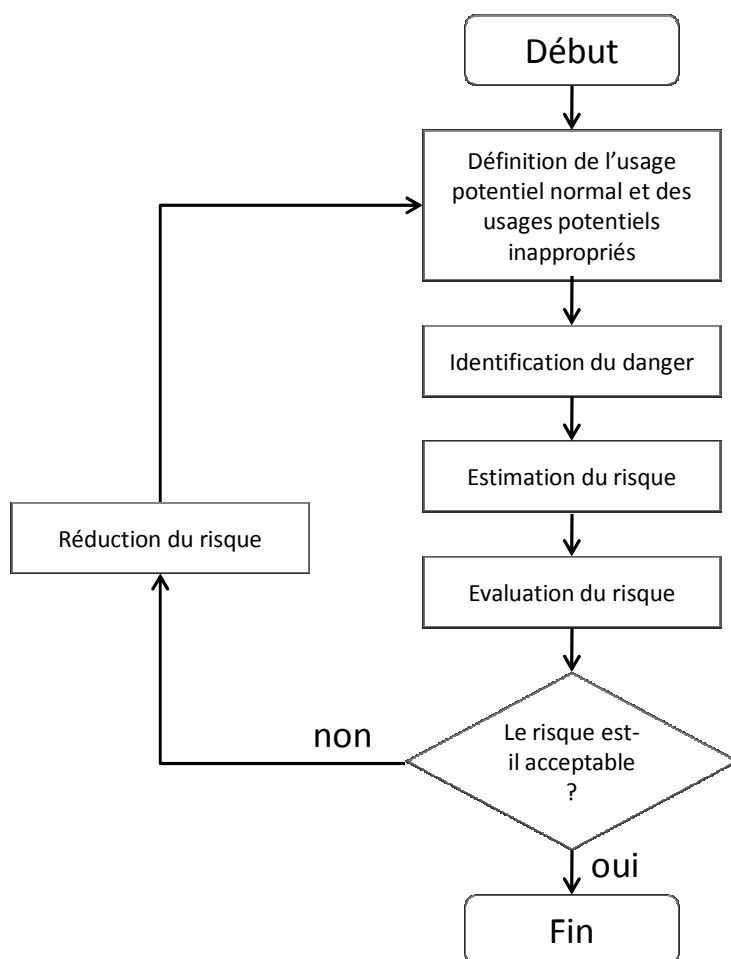 Début
Définition de l'usage
potentiel normal et des
usages potentiels
inappropriés
Identification du danger
Estimation du risque
Réduction du risque
Evaluation du risque
Le risque est-
il acceptable
?
non
oui
Fin